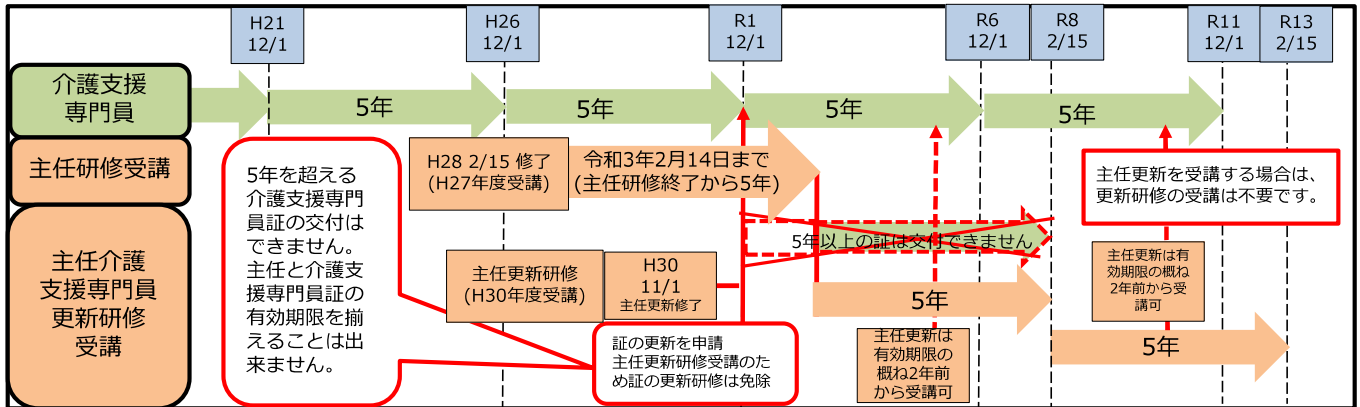 H21
12/1
H26
12/1
R1
12/1
R6
12/1
R8
2/15
R11
12/1
R13
2/15
介護支援
専門員
5年
5年
5年
5年
主任研修受講
H28 2/15 修了
(H27年度受講)
令和3年2月14日まで
(主任研修終了から5年)
主任更新を受講する場合は、
更新研修の受講は不要です。
5年を超える
介護支援専門
員証の交付は
できません。
主任と介護支
援専門員証の
有効期限を揃
えることは出
来ません。
5年以上の証は交付できません
主任介護
支援専門員
更新研修
受講
主任更新研修
(H30年度受講)
H30
11/1
主任更新修了
5年
主任更新は有
効期限の概ね
2年前から受
講可
証の更新を申請
主任更新研修受講のた
め証の更新研修は免除
主任更新は
有効期限の
概ね2年前
から受講可
5年